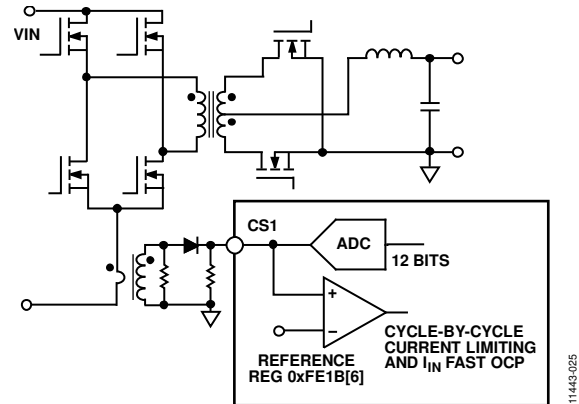 VIN
CS1
ADC
12 BITS
+
−
REFERENCE
REG 0xFE1B[6]
CYCLE-BY-CYCLE
CURRENT LIMITING
AND IIN FAST OCP
11443-025